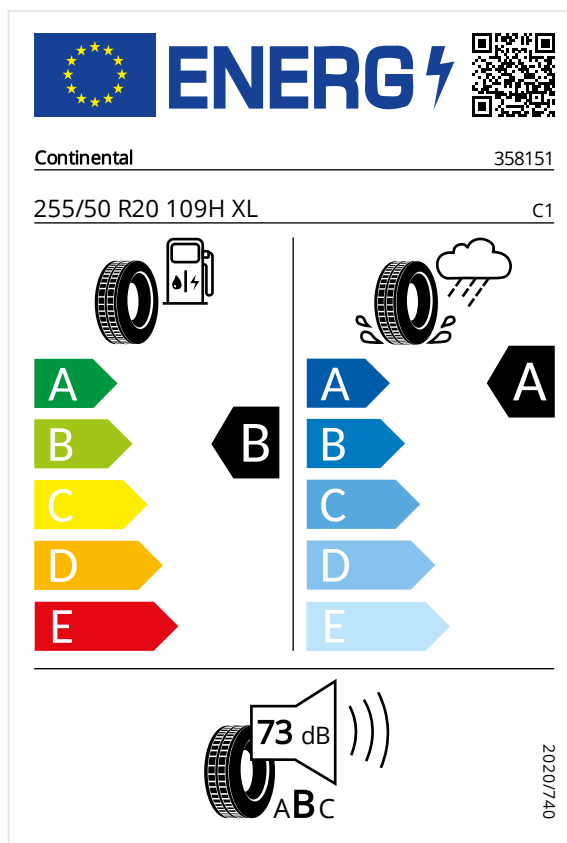 ENERG
Continental 358151
255/50 R20 109H XL C1
A A A
B B B
C C
D D
E E
73 dB
ABC
2020/740